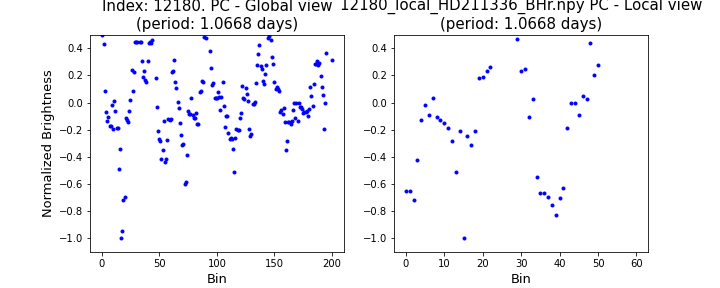 Index: 12180. PC - Global view
(period: 1.0668 days)
12180_local_HD211336_BHr.npy PC - Local view
(period: 1.0668 days)
Normalized Brightness
0.4
0.2
0.0
−0.2
−0.4
−0.6
−0.8
−1.0
0 50 100 150 200
Bin
0.4
0.2
0.0
−0.2
−0.4
−0.6
−0.8
−1.0
0 10 20 30 40 50 60
Bin